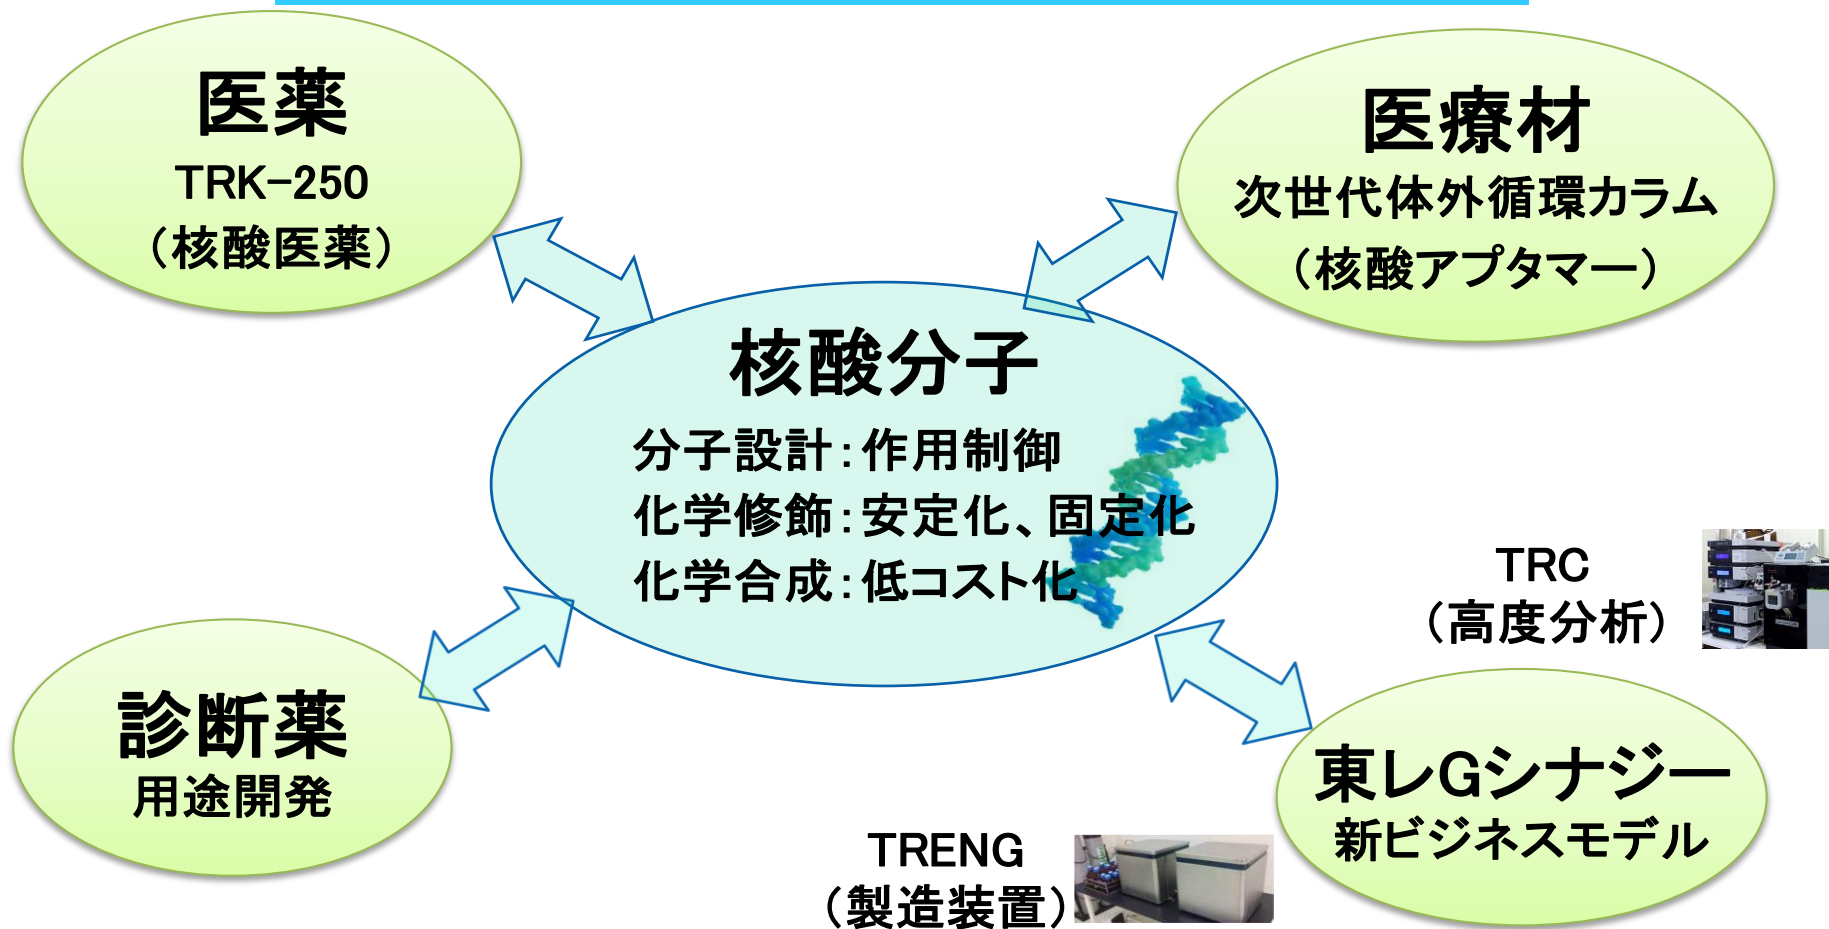 医薬
TRK-250
（核酸医薬）
医療材
次世代体外循環カラム
（核酸アプタマー）
核酸分子
分子設計：作用制御
化学修飾：安定化、固定化
化学合成：低コスト化
TRC
（高度分析）
診断薬
用途開発
東レGシナジー
新ビジネスモデル
TRENG
（製造装置）